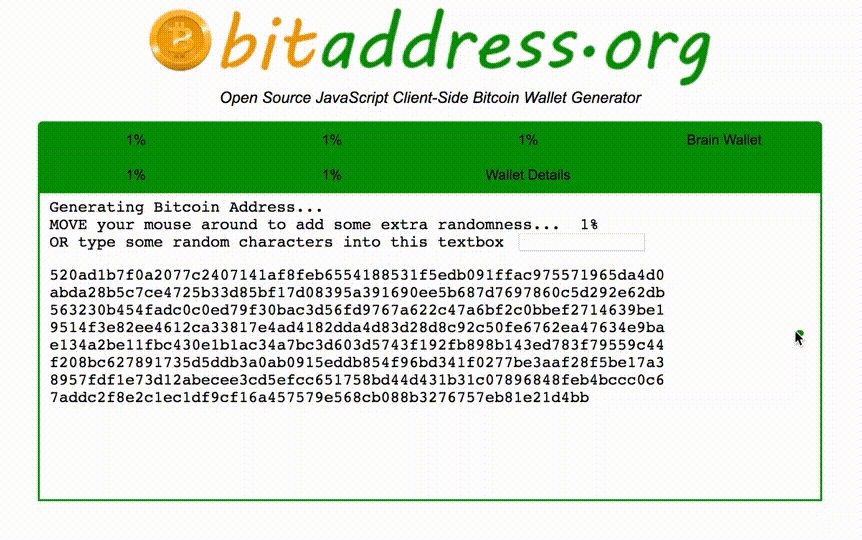 bitaddress.org
Open Source JavaScript Client-Side Bitcoin Wallet Generator
1% 1% 1% Brain Wallet
1% 1% Wallet Details
Generating Bitcoin Address...
MOVE your mouse around to add some extra randomness... 1%
OR type some random characters into this textbox
520ad1b7f0a2077c2407141af8feb6554188531f5edb091ffac975571965da4d0
abda28b5c7ce4725b33d85bf17d08395a391690ee5b687d7697860c5d292e62db
563230b454fadc0c0ed79f30bac3d56fd9767a622c47a6bf2c0bbef2714639be1
9514f3e82ee4612ca33817e4ad4182dda4d83d28d8c92c50fe6762ea47634e9ba
e134a2be11fbc430e1b1ac34a7bc3d603d5743f192fb898b143ed783f79559c44
f208bc627891735d5ddb3a0ab0915eddb854f96bd341f0277be3aaf28f5be17a3
8957fdf1e73d12abecee3cd5efcc651758bd44d431b31c07896848feb4bccc0c6
7addc2f8e2c1ec1df9cf16a457579e568cb088b3276757eb81e21d4bb